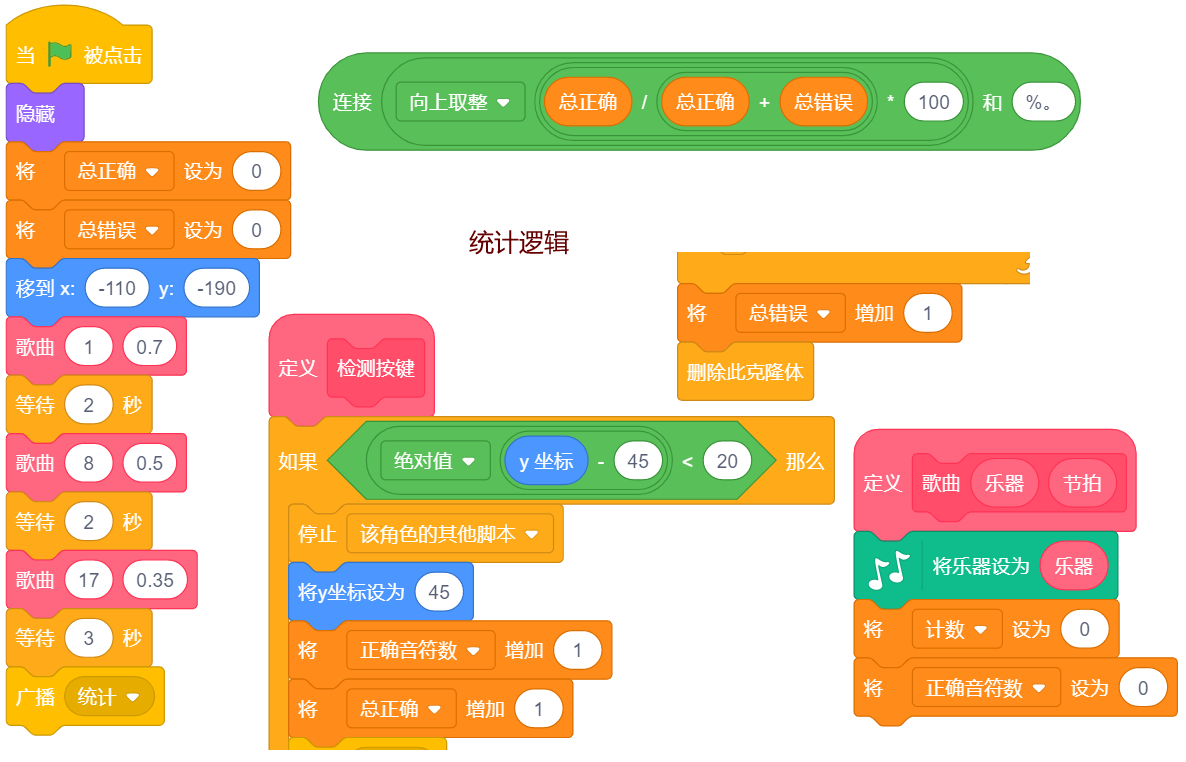 当 被点击
隐藏
将 总正确 设为 0
将 总错误 设为 0
移到 x: -110 y: -190
歌曲 1 0.7
等待 2 秒
歌曲 8 0.5
等待 2 秒
歌曲 17 0.35
等待 3 秒
广播 统计
连接 向上取整 总正确 / 总正确 + 总错误 * 100 和 %。
统计逻辑
将 总错误 增加 1
删除此克隆体
定义 检测按键
如果 绝对值 y 坐标 - 45 < 20 那么
停止 该角色的其他脚本
将y坐标设为 45
将 正确音符数 增加 1
将 总正确 增加 1
定义 歌曲 乐器 节拍
将乐器设为 乐器
将 计数 设为 0
将 正确音符数 设为 0